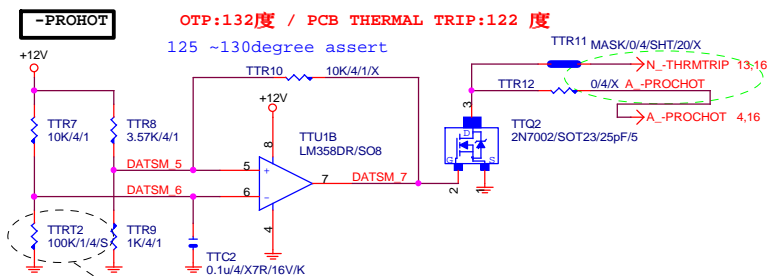 -PROHOT
OTP:132度 / PCB THERMAL TRIP:122 度
125 ~130degree assert
+12V
TTR10
10K/4/1/X
TTR11
MASK/0/4/SHT/20/X
N_-THRMTRIP 13,16
TTR12
0/4/X
A_-PROCHOT
A_-PROCHOT 4,16
+12V
TTR7
10K/4/1
TTR8
3.57K/4/1
TTU1B
LM358DR/SO8
3
D
G
S
TTQ2
2N7002/SOT23/25pF/5
2
1
8
DATSM_5
5
+
DATSM_6
6
-
7
DATSM_7
4
TTRT2
100K/1/4/S
TTR9
1K/4/1
TTC2
0.1u/4/X7R/16V/K